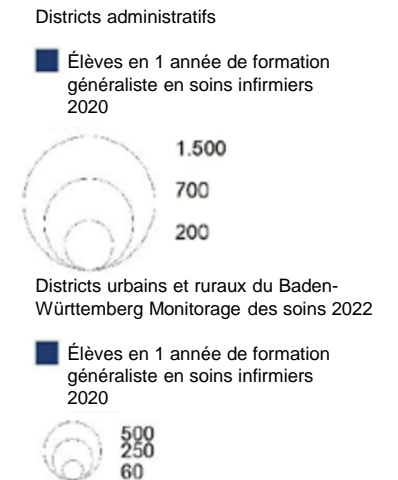 Districts administratifs
Élèves en 1 année de formation
généraliste en soins infirmiers
2020
1.500
700
200
Districts urbains et ruraux du Baden-
Württemberg Monitorage des soins 2022
Élèves en 1 année de formation
généraliste en soins infirmiers
2020
500
250
60